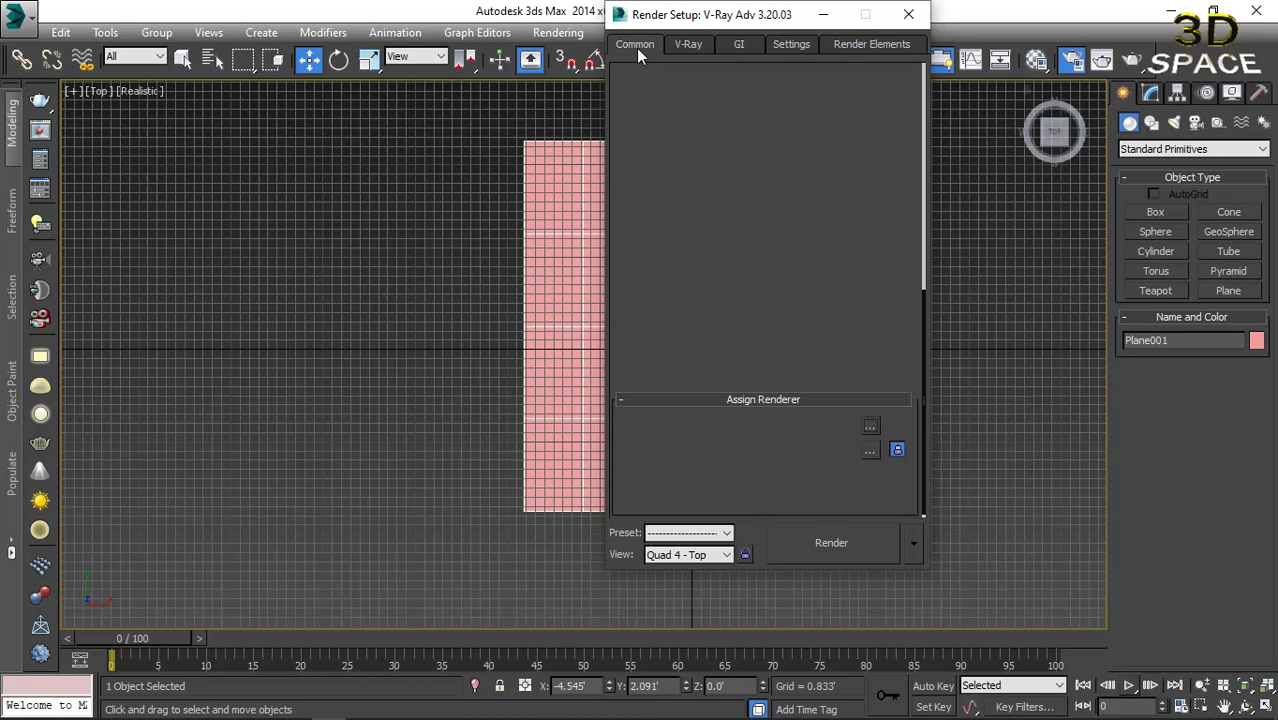 Autodesk 3ds Max 2014 x
Render Setup: V-Ray Adv 3.20.03
3D
SPACE
Edit Tools Group Views Create Modifiers Animation Graph Editors Rendering
Common V-Ray GI Settings Render Elements
All View
[ + ] [Top ] [Realistic ]
TOP
Modeling
Freeform
Selection
Object Paint
Populate
Standard Primitives
- Object Type
AutoGrid
Box Cone
Sphere GeoSphere
Cylinder Tube
Torus Pyramid
Teapot Plane
- Name and Color
Plane001
- Assign Renderer
...
...
Preset: --------------------
View: Quad 4 - Top
Render
< 0 / 100 >
0 5 10 15 20 25 30 35 40 45 50 55 60 65 70 75 80 85 90 95 100
1 Object Selected
X: -4.545' Y: 2.091' Z: 0.0' Grid = 0.833'
Auto Key Selected
Welcome to M
Click and drag to select and move objects
Add Time Tag
Set Key Key Filters... 0